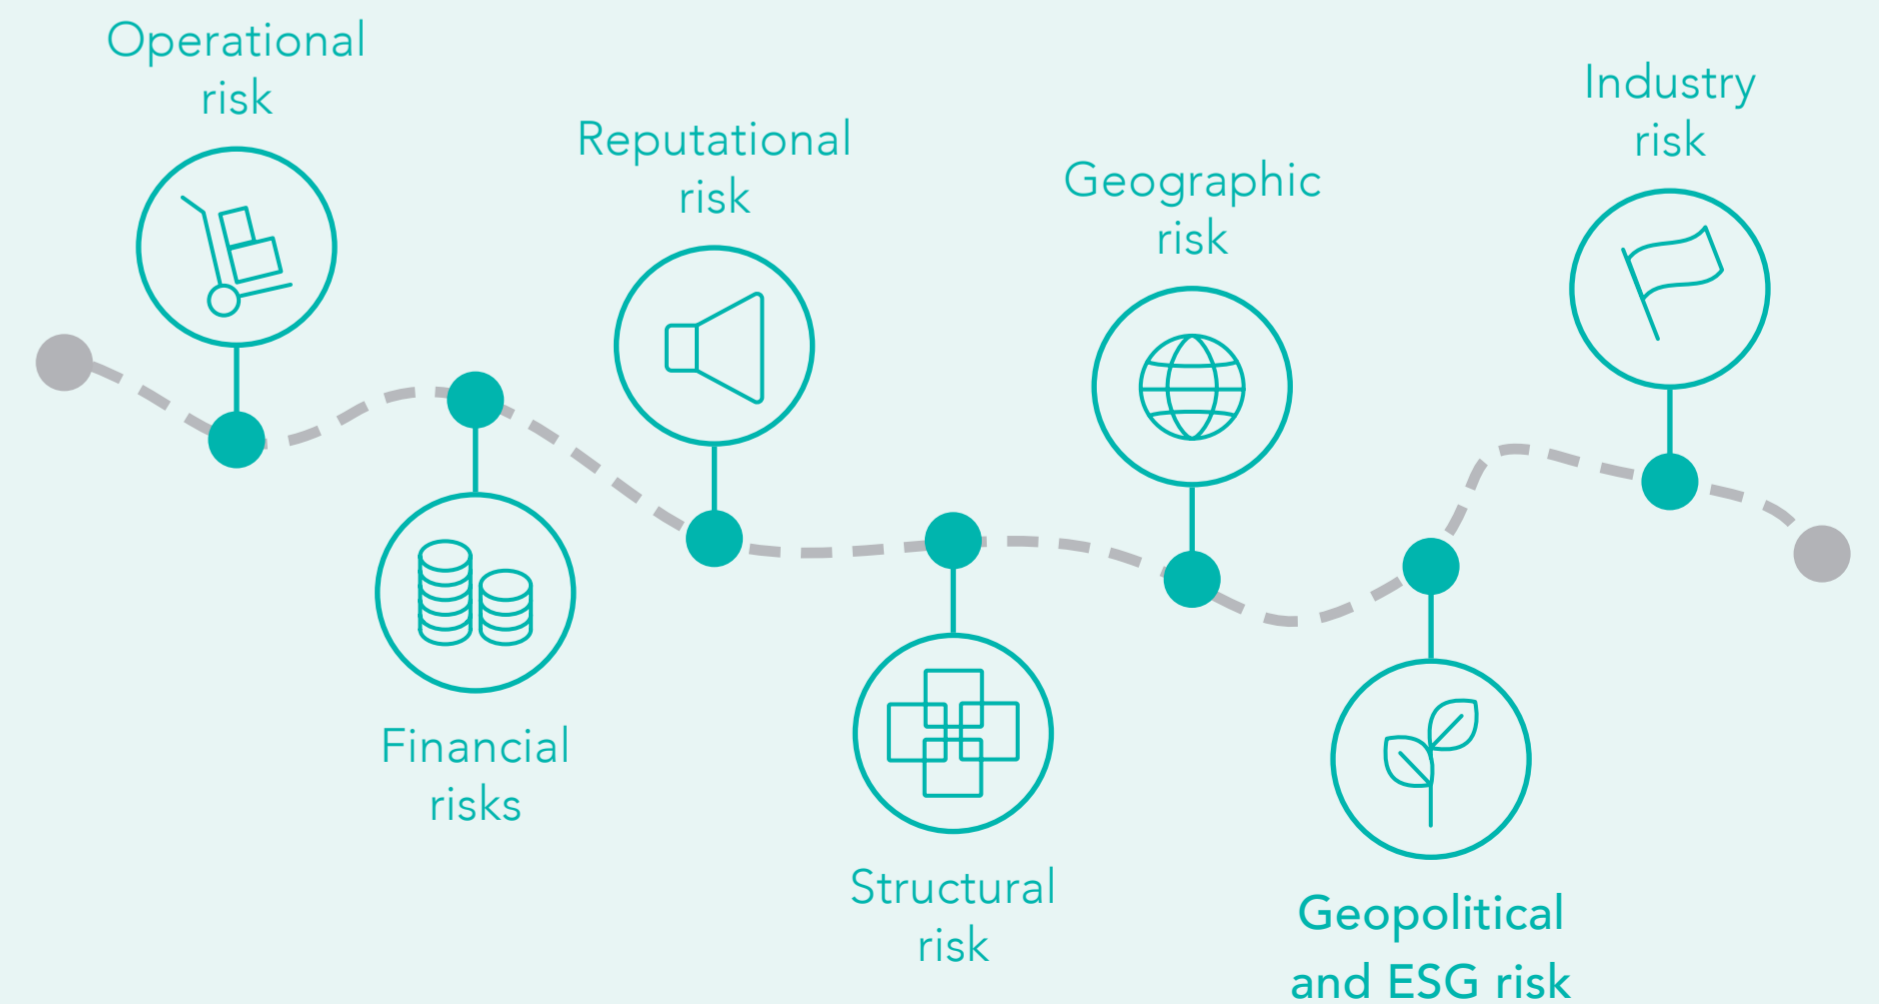 Operational
risk
Financial
risks
Reputational
risk
Structural
risk
Geographic
risk
Geopolitical
and ESG risk
Industry
risk